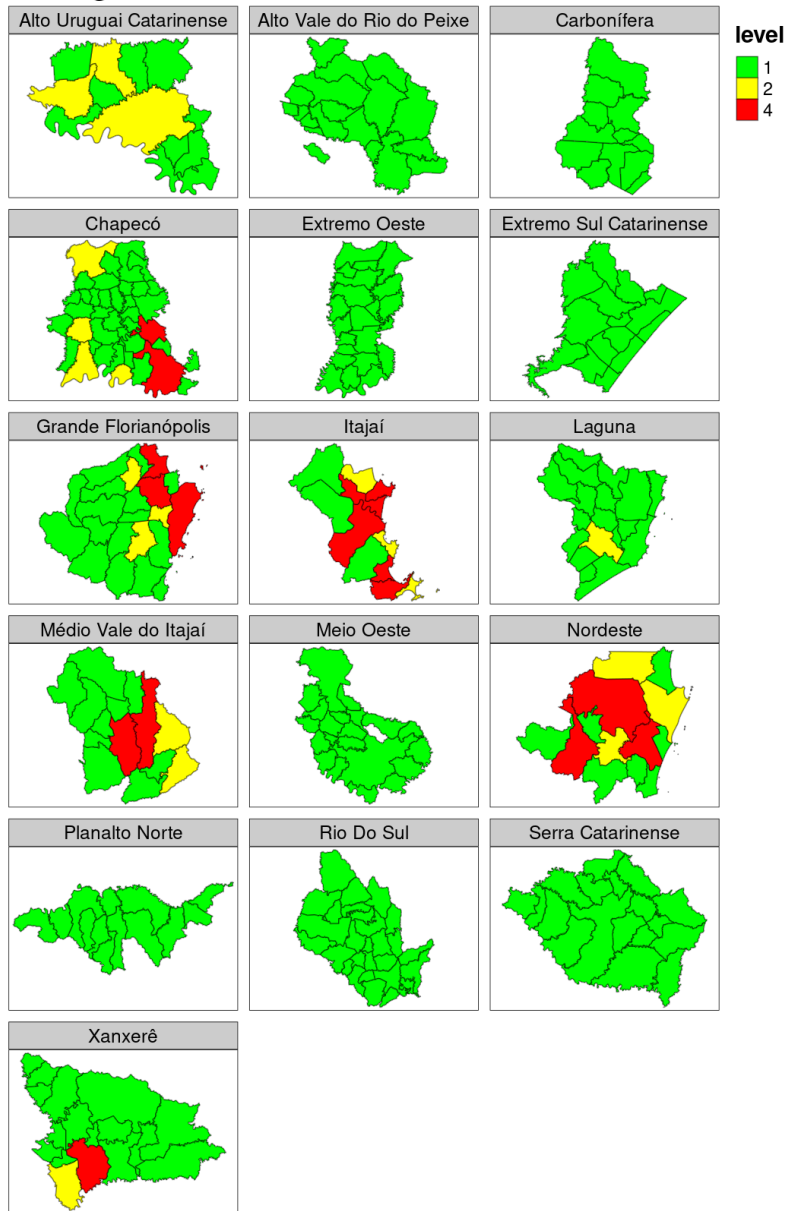 Alto Uruguai Catarinense
Alto Vale do Rio do Peixe
Carbonífera
level
1
2
4
Chapecó
Extremo Oeste
Extremo Sul Catarinense
Grande Florianópolis
Itajaí
Laguna
Médio Vale do Itajaí
Meio Oeste
Nordeste
Planalto Norte
Rio Do Sul
Serra Catarinense
Xanxerê